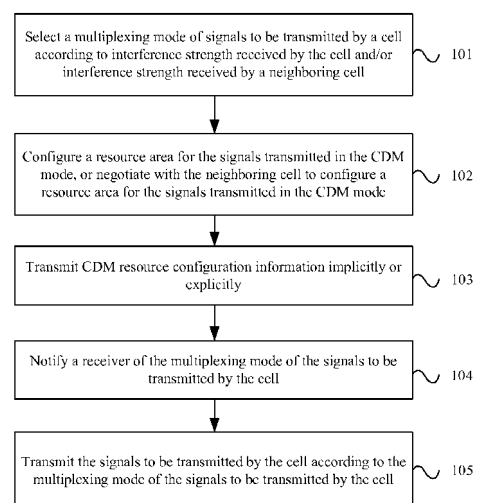 Select a multiplexing mode of signals to be transmitted by a cell
according to interference strength received by the cell and/or
interference strength received by a neighboring cell
101
Configure a resource area for the signals transmitted in the CDM
mode, or negotiate with the neighboring cell to configure a
resource area for the signals transmitted in the CDM mode
102
Transmit CDM resource configuration information implicitly or
explicitly
103
Notify a receiver of the multiplexing mode of the signals to be
transmitted by the cell
104
Transmit the signals to be transmitted by the cell according to the
multiplexing mode of the signals to be transmitted by the cell
105